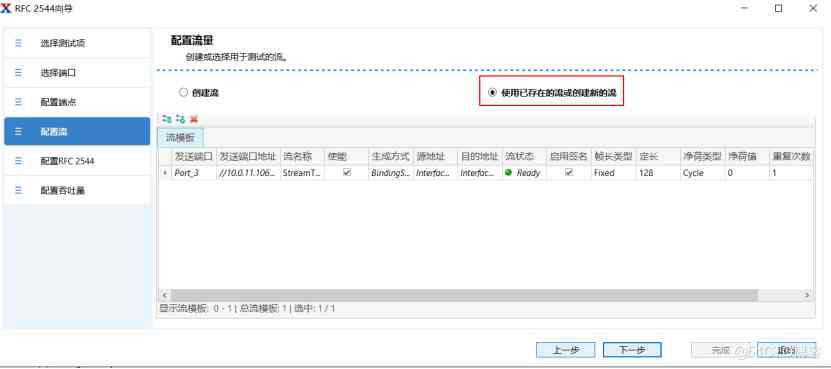 RFC 2544向导
选择测试项
选择端口
配置端点
配置流
配置RFC 2544
配置吞吐量
配置流量
创建或选择用于测试的流。
创建流
使用已存在的流或创建新的流
流模板
发送端口 发送端口地址 流名称 使能 生成方式 源地址 目的地址 流状态 启用签名 帧长类型 定长 净荷类型 净荷值 重复次数
Port_3 //10.0.11.106... StreamT... BindingS... Interfac... Interfac... Ready Fixed 128 Cycle 0 1
显示流模板: 0 - 1 | 总流模板: 1 | 选中: 1 / 1
上一步 下一步 完成